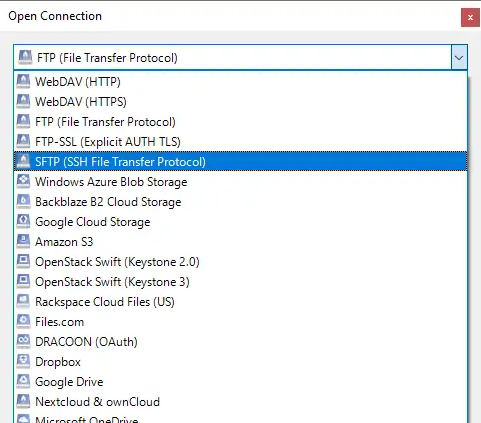 Open Connection
x
FTP (File Transfer Protocol)
WebDAV (HTTP)
WebDAV (HTTPS)
FTP (File Transfer Protocol)
FTP-SSL (Explicit AUTH TLS)
SFTP (SSH File Transfer Protocol)
Windows Azure Blob Storage
Backblaze B2 Cloud Storage
Google Cloud Storage
Amazon S3
OpenStack Swift (Keystone 2.0)
OpenStack Swift (Keystone 3)
Rackspace Cloud Files (US)
Files.com
DRACOON (OAuth)
Dropbox
Google Drive
Nextcloud & ownCloud
Microsoft OneDrive